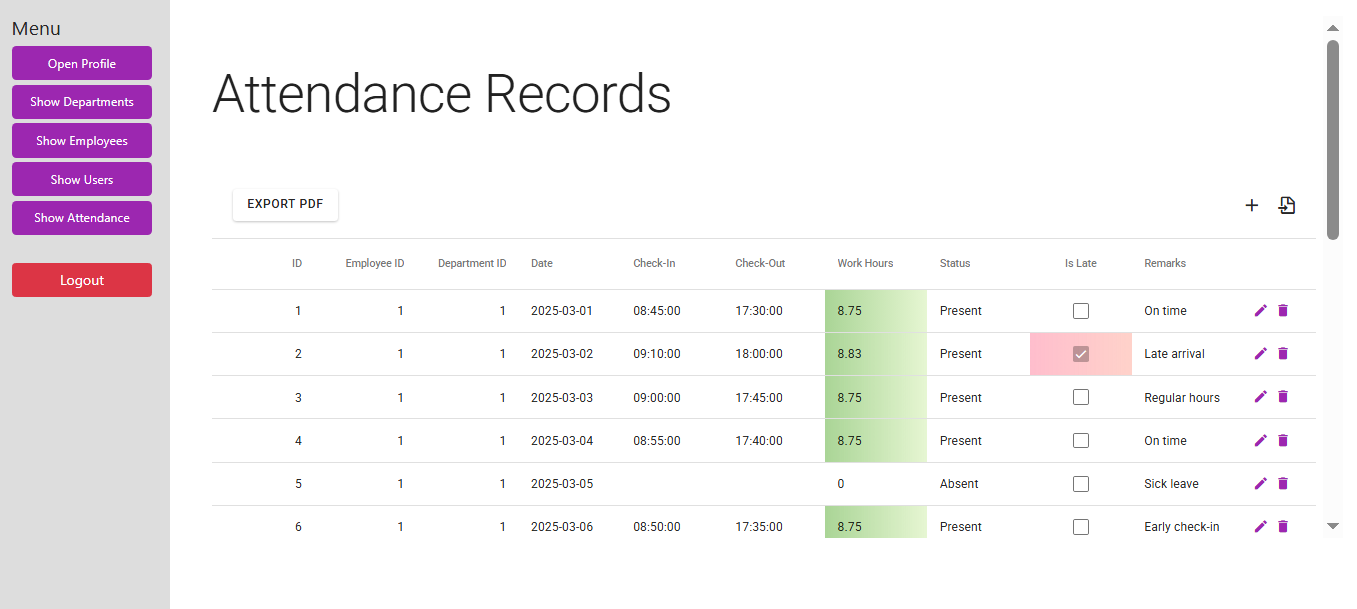 Menu
Open Profile
Show Departments
Show Employees
Show Users
Show Attendance
Logout
Attendance Records
EXPORT PDF
ID Employee ID Department ID Date Check-In Check-Out Work Hours Status Is Late Remarks
1 1 1 2025-03-01 08:45:00 17:30:00 8.75 Present On time
2 1 1 2025-03-02 09:10:00 18:00:00 8.83 Present Late arrival
3 1 1 2025-03-03 09:00:00 17:45:00 8.75 Present Regular hours
4 1 1 2025-03-04 08:55:00 17:40:00 8.75 Present On time
5 1 1 2025-03-05 0 Absent Sick leave
6 1 1 2025-03-06 08:50:00 17:35:00 8.75 Present Early check-in